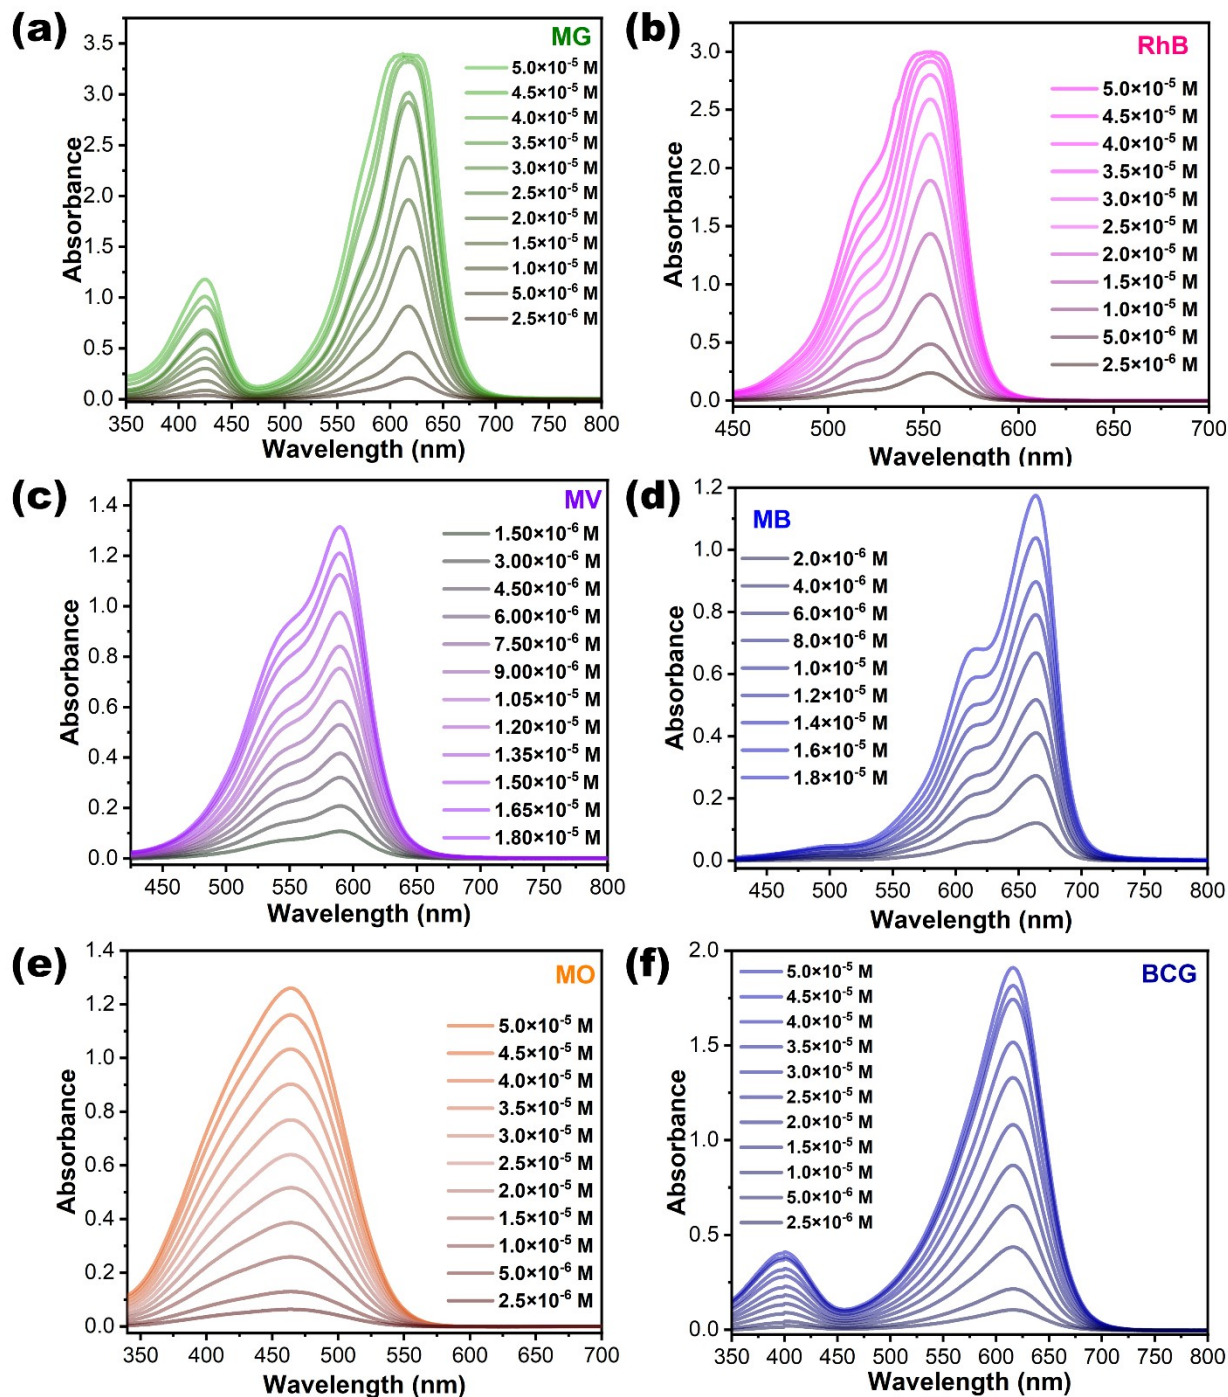 (a)
MG
3.5
3.0
2.5
2.0
1.5
1.0
0.5
0.0
Absorbance
5.0×10⁻⁵ M
4.5×10⁻⁵ M
4.0×10⁻⁵ M
3.5×10⁻⁵ M
3.0×10⁻⁵ M
2.5×10⁻⁵ M
2.0×10⁻⁵ M
1.5×10⁻⁵ M
1.0×10⁻⁵ M
5.0×10⁻⁶ M
2.5×10⁻⁶ M
350 400 450 500 550 600 650 700 750 800
Wavelength (nm)
(b)
RhB
3.0
2.5
2.0
1.5
1.0
0.5
0.0
Absorbance
5.0×10⁻⁵ M
4.5×10⁻⁵ M
4.0×10⁻⁵ M
3.5×10⁻⁵ M
3.0×10⁻⁵ M
2.5×10⁻⁵ M
2.0×10⁻⁵ M
1.5×10⁻⁵ M
1.0×10⁻⁵ M
5.0×10⁻⁶ M
2.5×10⁻⁶ M
450 500 550 600 650 700
Wavelength (nm)
(c)
MV
1.4
1.2
1.0
0.8
0.6
0.4
0.2
0.0
Absorbance
1.50×10⁻⁶ M
3.00×10⁻⁶ M
4.50×10⁻⁶ M
6.00×10⁻⁶ M
7.50×10⁻⁶ M
9.00×10⁻⁶ M
1.05×10⁻⁵ M
1.20×10⁻⁵ M
1.35×10⁻⁵ M
1.50×10⁻⁵ M
1.65×10⁻⁵ M
1.80×10⁻⁵ M
450 500 550 600 650 700 750 800
Wavelength (nm)
(d)
MB
1.2
1.0
0.8
0.6
0.4
0.2
0.0
Absorbance
2.0×10⁻⁶ M
4.0×10⁻⁶ M
6.0×10⁻⁶ M
8.0×10⁻⁶ M
1.0×10⁻⁵ M
1.2×10⁻⁵ M
1.4×10⁻⁵ M
1.6×10⁻⁵ M
1.8×10⁻⁵ M
450 500 550 600 650 700 750 800
Wavelength (nm)
(e)
MO
1.4
1.2
1.0
0.8
0.6
0.4
0.2
0.0
Absorbance
5.0×10⁻⁵ M
4.5×10⁻⁵ M
4.0×10⁻⁵ M
3.5×10⁻⁵ M
3.0×10⁻⁵ M
2.5×10⁻⁵ M
2.0×10⁻⁵ M
1.5×10⁻⁵ M
1.0×10⁻⁵ M
5.0×10⁻⁶ M
2.5×10⁻⁶ M
350 400 450 500 550 600 650 700
Wavelength (nm)
(f)
BCG
2.0
1.5
1.0
0.5
0.0
Absorbance
5.0×10⁻⁵ M
4.5×10⁻⁵ M
4.0×10⁻⁵ M
3.5×10⁻⁵ M
3.0×10⁻⁵ M
2.5×10⁻⁵ M
2.0×10⁻⁵ M
1.5×10⁻⁵ M
1.0×10⁻⁵ M
5.0×10⁻⁶ M
2.5×10⁻⁶ M
350 400 450 500 550 600 650 700 750 800
Wavelength (nm)